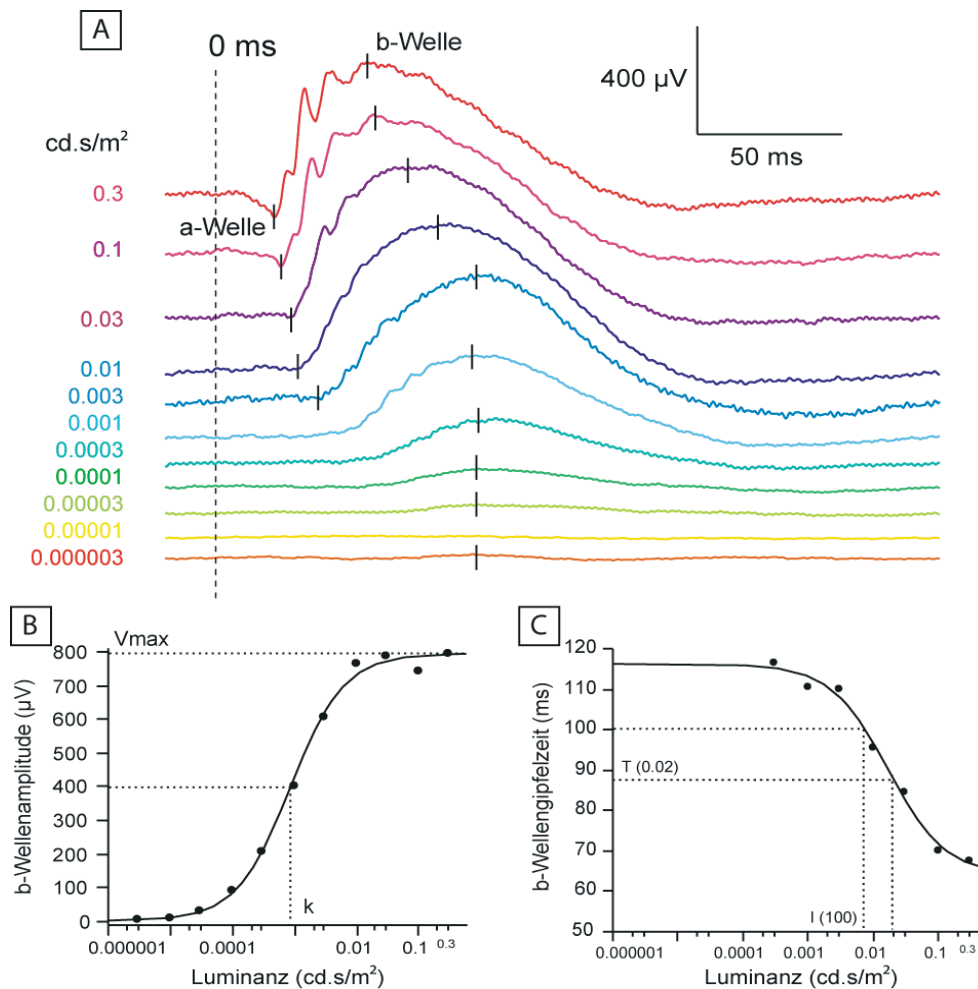 A
0 ms
b-Welle
400 µV
50 ms
cd.s/m²
0.3
a-Welle
0.1
0.03
0.01
0.003
0.001
0.0003
0.0001
0.00003
0.00001
0.000003
B
Vmax
800
700
600
500
400
300
200
100
0
b-Wellenamplitude (µV)
k
0.000001 0.0001 0.01 0.1 0.3
Luminanz (cd.s/m²)
C
120
110
100
90
80
70
60
50
b-Wellengipfelzeit (ms)
T (0.02)
I (100)
0.000001 0.0001 0.001 0.01 0.1 0.3
Luminanz (cd.s/m²)